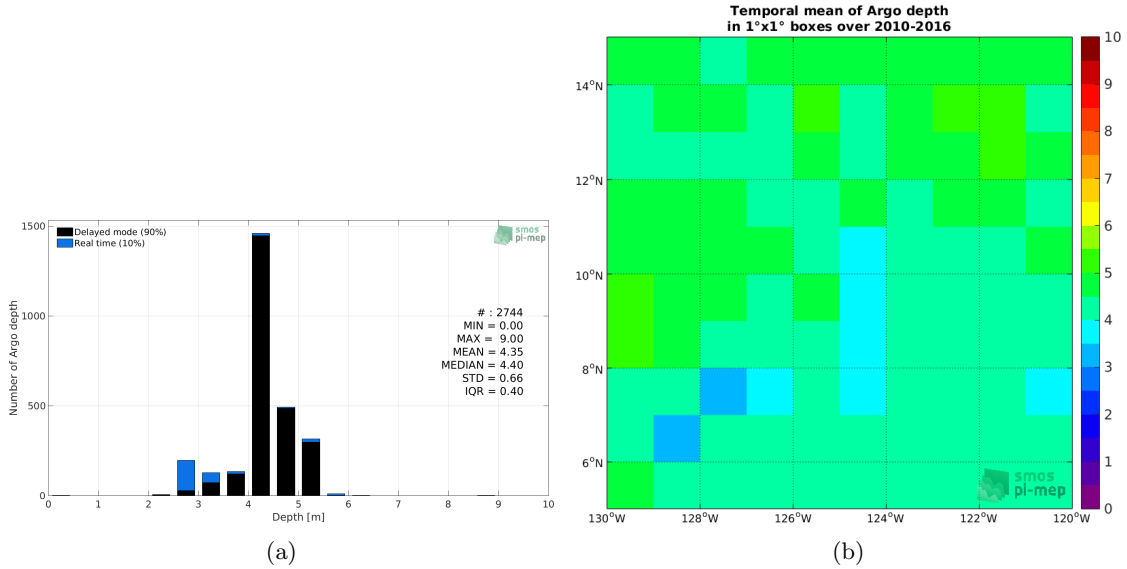 Temporal mean of Argo depth
in 1°x1° boxes over 2010-2016
Delayed mode (90%)
Real time (10%)
smos
pi-mep
# : 2744
MIN = 0.00
MAX = 9.00
MEAN = 4.35
MEDIAN = 4.40
STD = 0.66
IQR = 0.40
Number of Argo depth
1500
1000
500
0
0 1 2 3 4 5 6 7 8 9 10
Depth [m]
(a)
14°N
12°N
10°N
8°N
6°N
130°W 128°W 126°W 124°W 122°W 120°W
smos
pi-mep
10
9
8
7
6
5
4
3
2
1
0
(b)